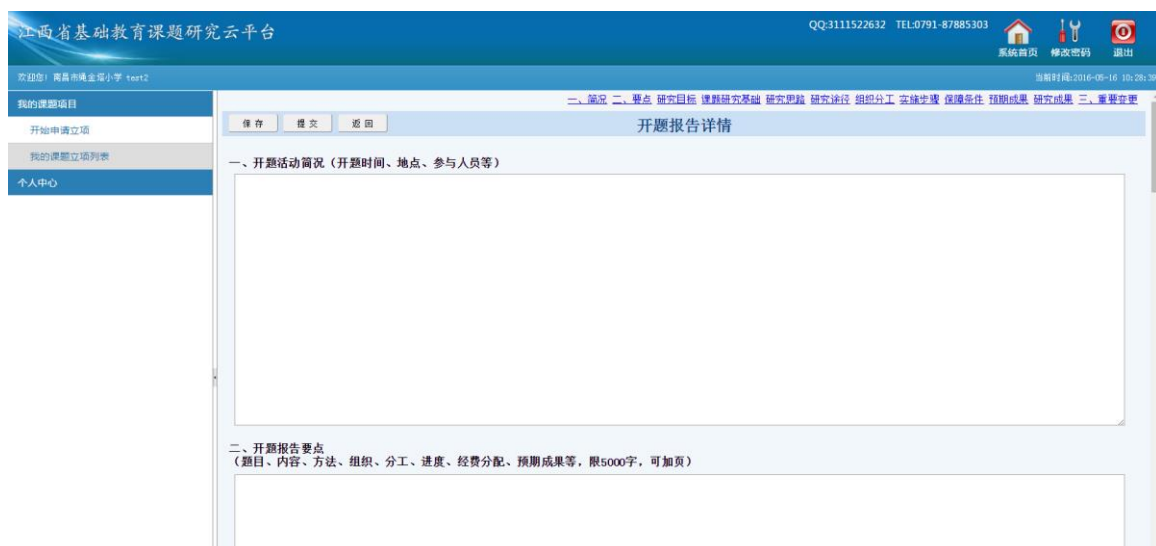 江西省基础教育课题研究云平台
QQ:3111522632 TEL:0791-87885303
系统首页 修改密码 退出
欢迎您! 南昌市绳金塔小学 test2
当前时间:2016-05-16 10:28:39
我的课题项目
开始申请立项
我的课题立项列表
个人中心
一、简况 二、要点 研究目标 课题研究基础 研究思路 研究途径 组织分工 实施步骤 保障条件 预期成果 研究成果 三、重要变更
保存 提交 返回
开题报告详情
一、开题活动简况（开题时间、地点、参与人员等）
二、开题报告要点
（题目、内容、方法、组织、分工、进度、经费分配、预期成果等，限5000字，可加页）